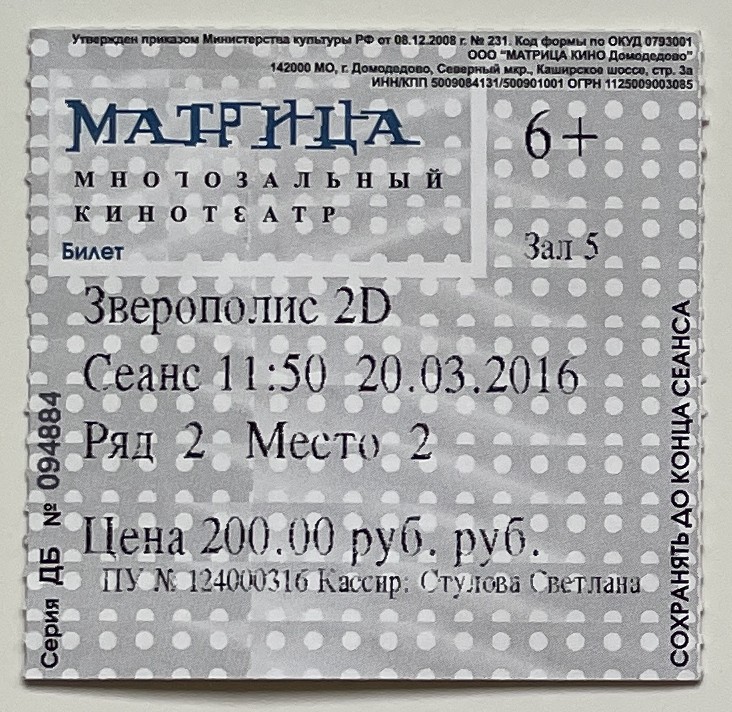 Утвержден приказом Министерства культуры РФ от 08.12.2008 г. № 231. Код формы по ОКУД 0793001
ООО "МАТРИЦА КИНО Домодедово"
142000 МО, г. Домодедово, Северный мкр., Каширское шоссе, стр. 3а
ИНН/КПП 5009084131/500901001 ОГРН 1125009003085
МАТРИЦА
МНОГОЗАЛЬНЫЙ
КИНОТЕАТР
Билет
6+
Зал 5
Зверополис 2D
Сеанс 11:50 20.03.2016
Ряд 2 Место 2
Цена 200.00 руб. руб.
ПУ № 124000316 Кассир: Стулова Светлана
Серия ДБ № 094884
СОХРАНЯТЬ ДО КОНЦА СЕАНСА